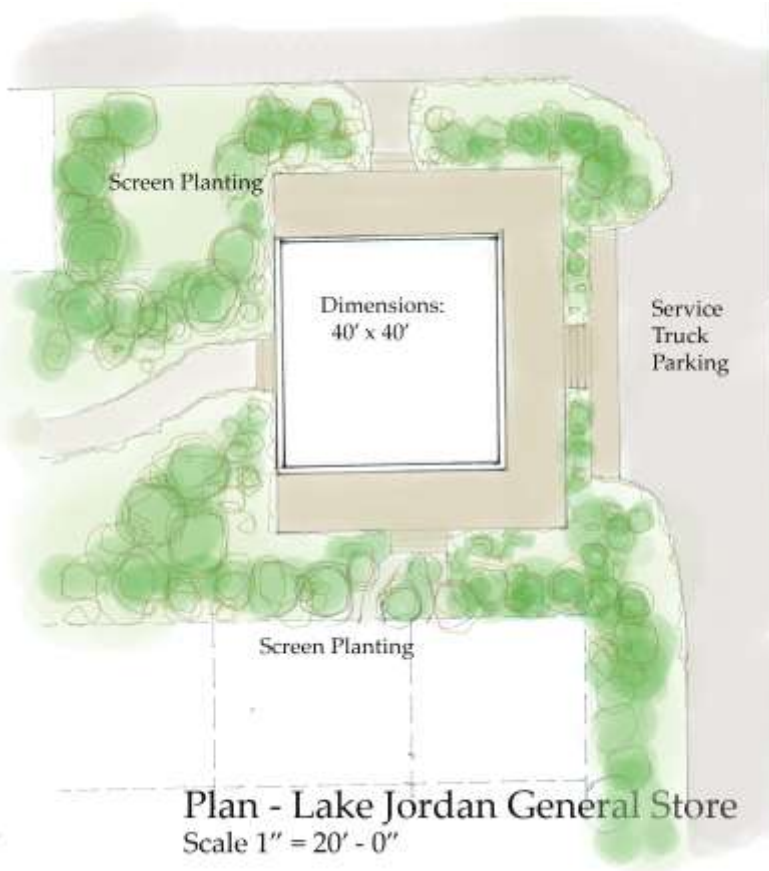 Screen Planting
Dimensions:
40' x 40'
Service
Truck
Parking
Screen Planting
Plan - Lake Jordan General Store
Scale 1" = 20' - 0"